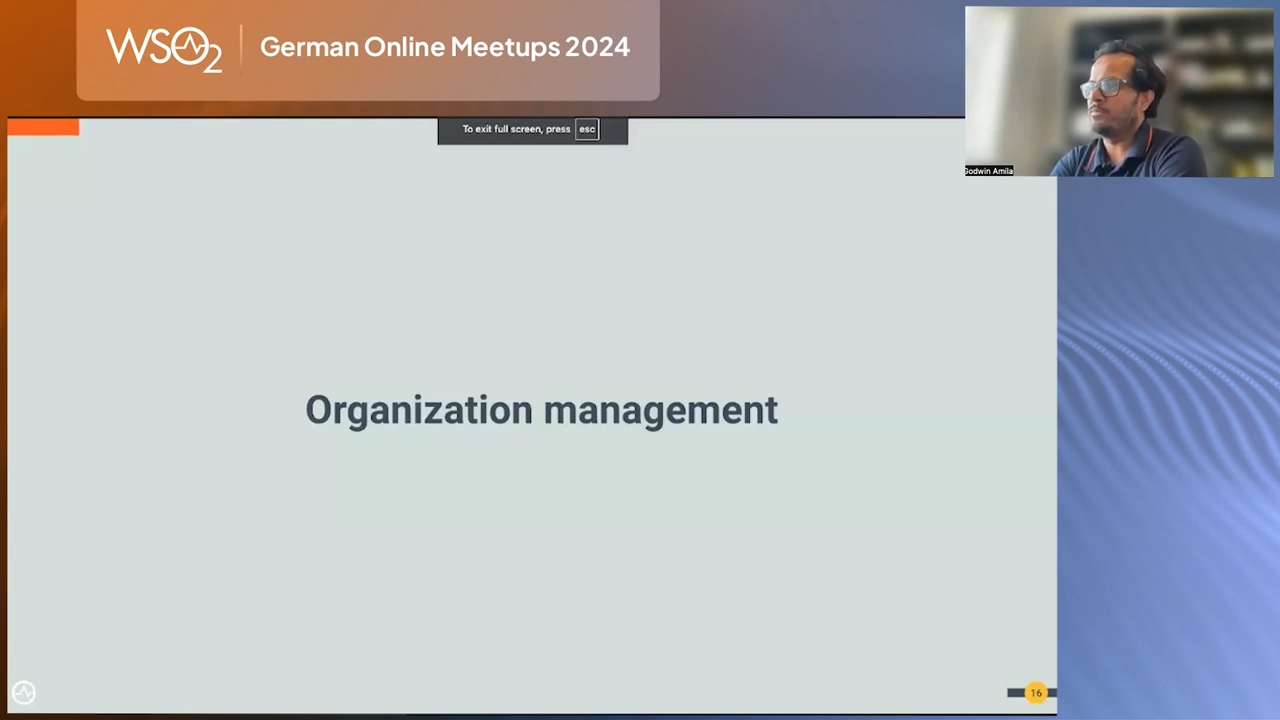 WSO2
German Online Meetups 2024
To exit full screen, press esc
Godwin Amila
Organization management
16